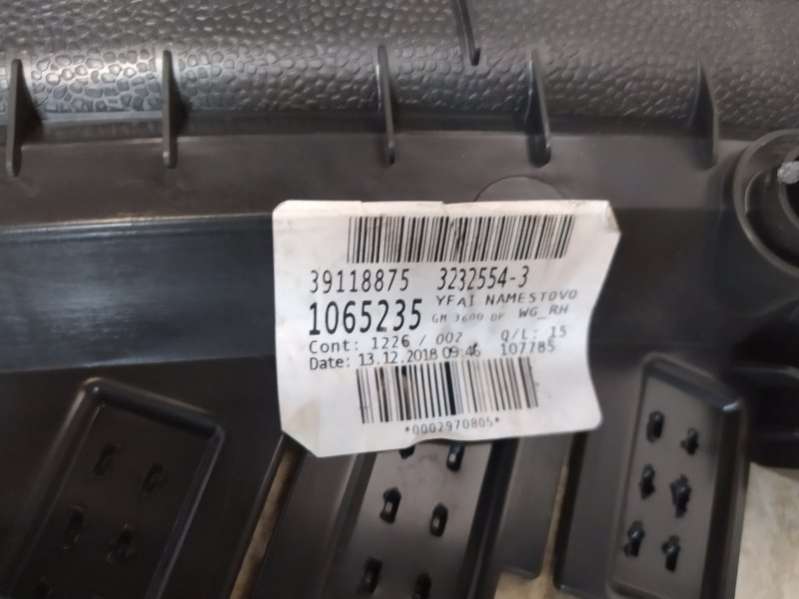 39118875 3232554-3
1065235 YFAI NAMESTOVO
GM 3600 DP WG_RH
Cont: 1226 / 002 Q/L: 15
Date: 13.12.2018 09:46 107785
*0002970805*